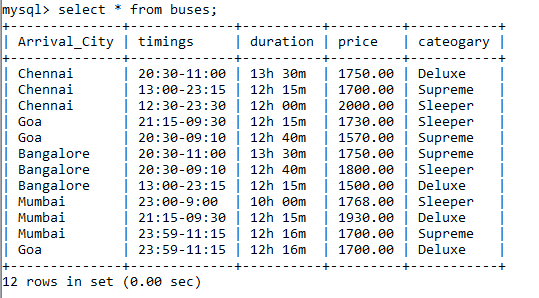 mysql> select * from buses;
+--------------+-------------+----------+---------+-----------+
| Arrival_City | timings     | duration | price   | cateogary |
+--------------+-------------+----------+---------+-----------+
| Chennai      | 20:30-11:00 | 13h 30m  | 1750.00 | Deluxe    |
| Chennai      | 13:00-23:15 | 12h 15m  | 1700.00 | Supreme   |
| Chennai      | 12:30-23:30 | 12h 00m  | 2000.00 | Sleeper   |
| Goa          | 21:15-09:30 | 12h 15m  | 1730.00 | Sleeper   |
| Goa          | 20:30-09:10 | 12h 40m  | 1570.00 | Supreme   |
| Bangalore    | 20:30-11:00 | 13h 30m  | 1750.00 | Supreme   |
| Bangalore    | 20:30-09:10 | 12h 40m  | 1800.00 | Sleeper   |
| Bangalore    | 13:00-23:15 | 12h 15m  | 1500.00 | Deluxe    |
| Mumbai       | 23:00-9:00  | 10h 00m  | 1768.00 | Sleeper   |
| Mumbai       | 21:15-09:30 | 12h 15m  | 1930.00 | Deluxe    |
| Mumbai       | 23:59-11:15 | 12h 16m  | 1700.00 | Supreme   |
| Goa          | 23:59-11:15 | 12h 16m  | 1700.00 | Deluxe    |
+--------------+-------------+----------+---------+-----------+
12 rows in set (0.00 sec)